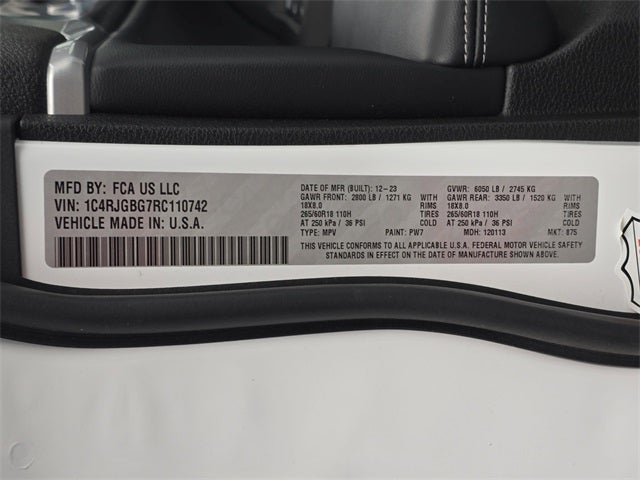 MFD BY: FCA US LLC
VIN: 1C4RJGBG7RC110742
VEHICLE MADE IN: U.S.A.
DATE OF MFR (BUILT): 12-23 GVWR: 6050 LB / 2745 KG
GAWR FRONT: 2800 LB / 1271 KG WITH GAWR REAR: 3350 LB / 1520 KG WITH
18X8.0 RIMS 18X8.0 RIMS
265/60R18 110H TIRES 265/60R18 110H TIRES
AT 250 kPa / 36 PSI COLD AT 250 kPa / 36 PSI COLD
TYPE: MPV PAINT: PW7 MDH: 120113 MKT: 875
THIS VEHICLE CONFORMS TO ALL APPLICABLE U.S.A. FEDERAL MOTOR VEHICLE SAFETY
STANDARDS IN EFFECT ON THE DATE OF MANUFACTURE SHOWN ABOVE.